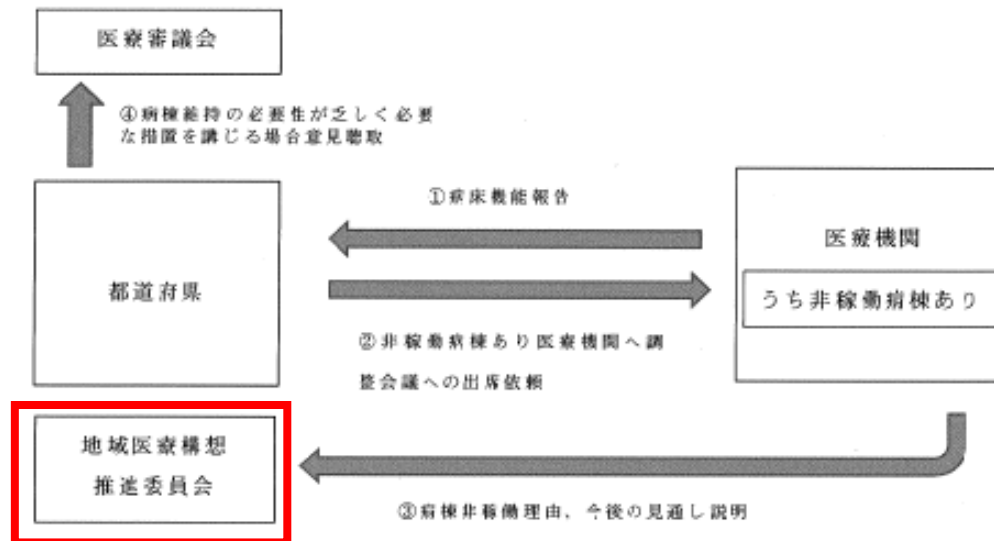 医療審議会
④病棟維持の必要性が乏しく必要
な措置を講じる場合意見聴取
①病床機能報告
医療機関
都道府県
うち非稼働病棟あり
②非稼働病棟あり医療機関へ調
整会議への出席依頼
地域医療構想
推進委員会
③病棟非稼働理由、今後の見通し説明